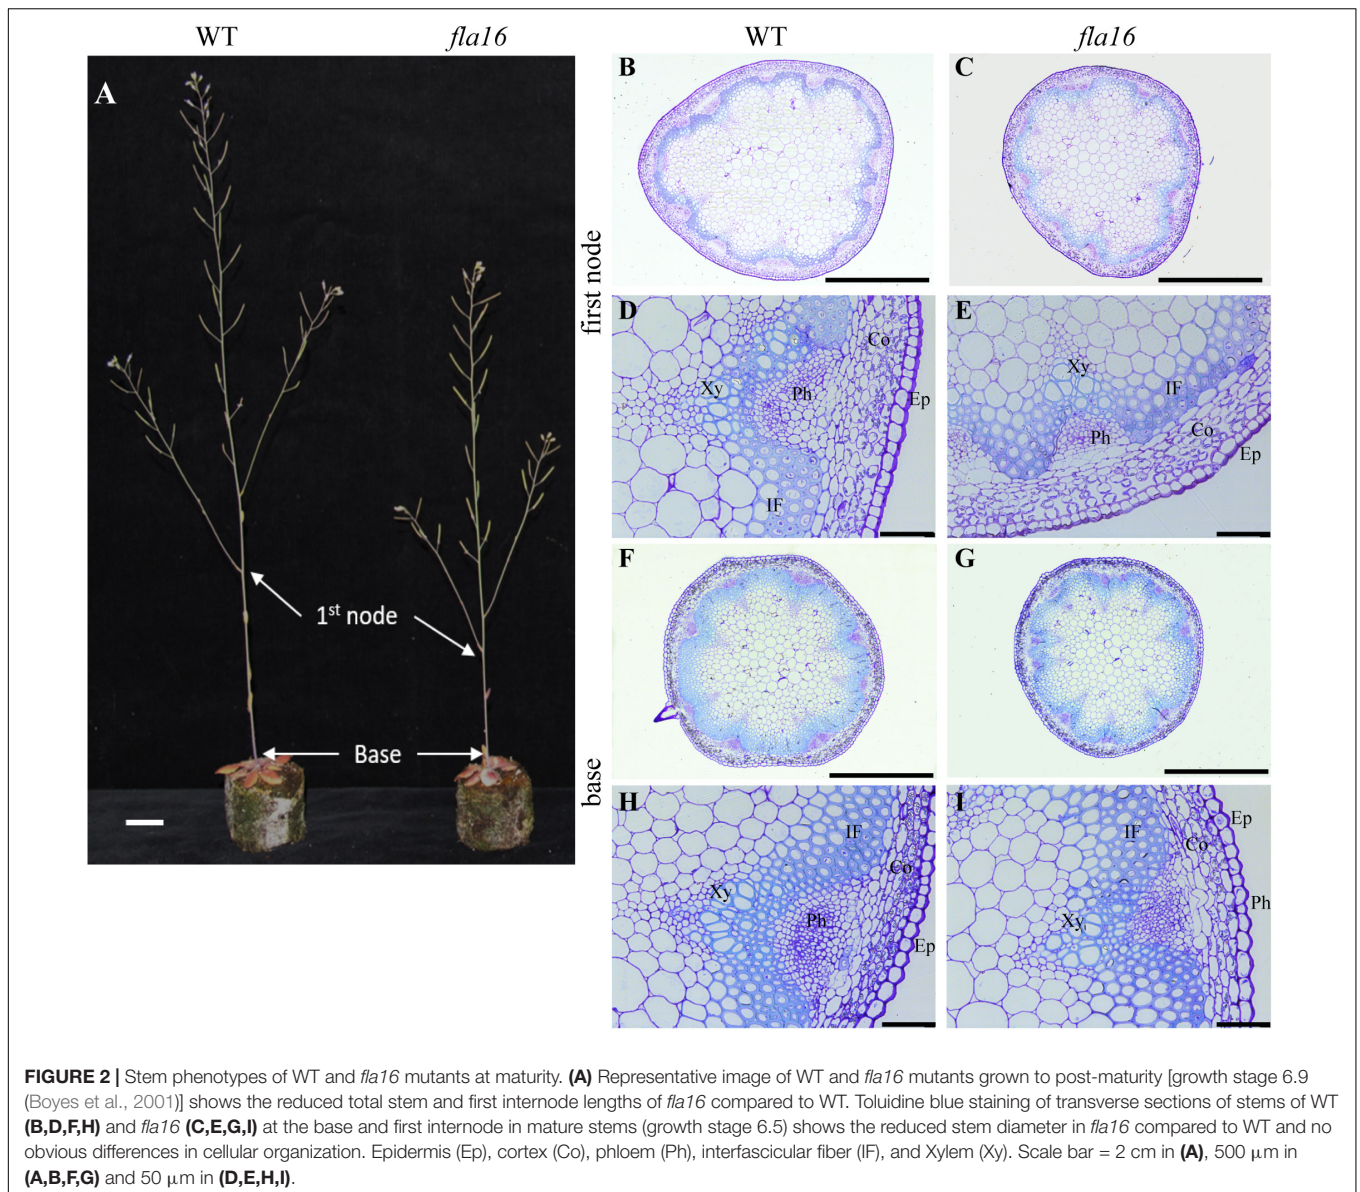 WT
fla16
WT
fla16
A
B
C
first node
D
Co
Xy
Ph
Ep
IF
E
Xy
IF
Ph
Co
Ep
1st node
Base
F
G
base
H
IF
Co
Xy
Ph
Ep
I
Ep
IF
Co
Ph
Xy
FIGURE 2 | Stem phenotypes of WT and fla16 mutants at maturity. (A) Representative image of WT and fla16 mutants grown to post-maturity [growth stage 6.9
(Boyes et al., 2001)] shows the reduced total stem and first internode lengths of fla16 compared to WT. Toluidine blue staining of transverse sections of stems of WT
(B,D,F,H) and fla16 (C,E,G,I) at the base and first internode in mature stems (growth stage 6.5) shows the reduced stem diameter in fla16 compared to WT and no
obvious differences in cellular organization. Epidermis (Ep), cortex (Co), phloem (Ph), interfascicular fiber (IF), and Xylem (Xy). Scale bar = 2 cm in (A), 500 μm in
(A,B,F,G) and 50 μm in (D,E,H,I).